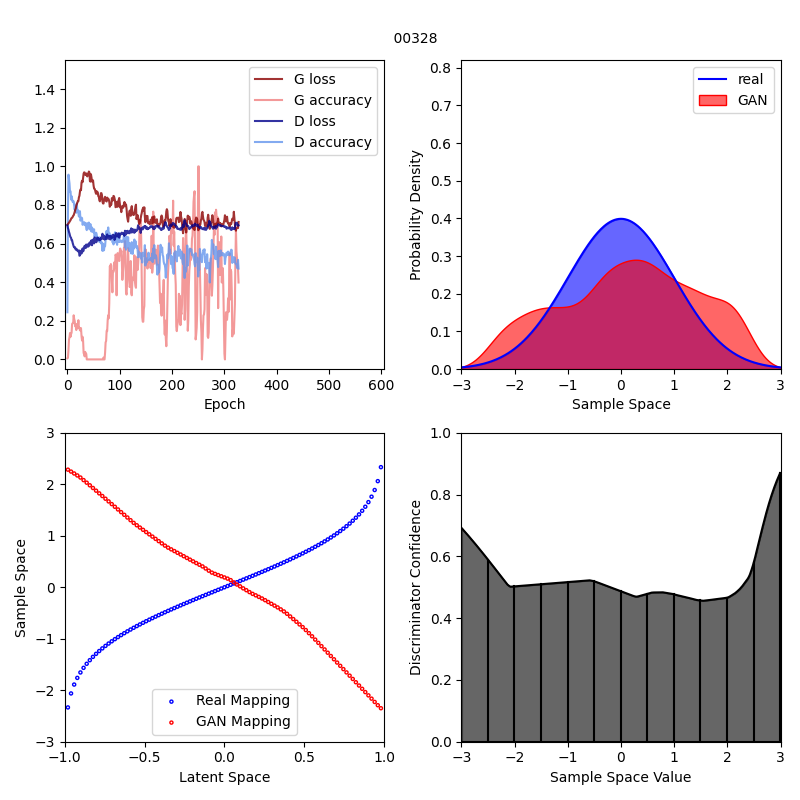 00328
G loss
G accuracy
D loss
D accuracy
1.4
1.2
1.0
0.8
0.6
0.4
0.2
0.0
0 100 200 300 400 500 600
Epoch
real
GAN
Probability Density
0.8
0.7
0.6
0.5
0.4
0.3
0.2
0.1
0.0
−3 −2 −1 0 1 2 3
Sample Space
Sample Space
3
2
1
0
−1
−2
−3
Real Mapping
GAN Mapping
−1.0 −0.5 0.0 0.5 1.0
Latent Space
Discriminator Confidence
1.0
0.8
0.6
0.4
0.2
0.0
−3 −2 −1 0 1 2 3
Sample Space Value